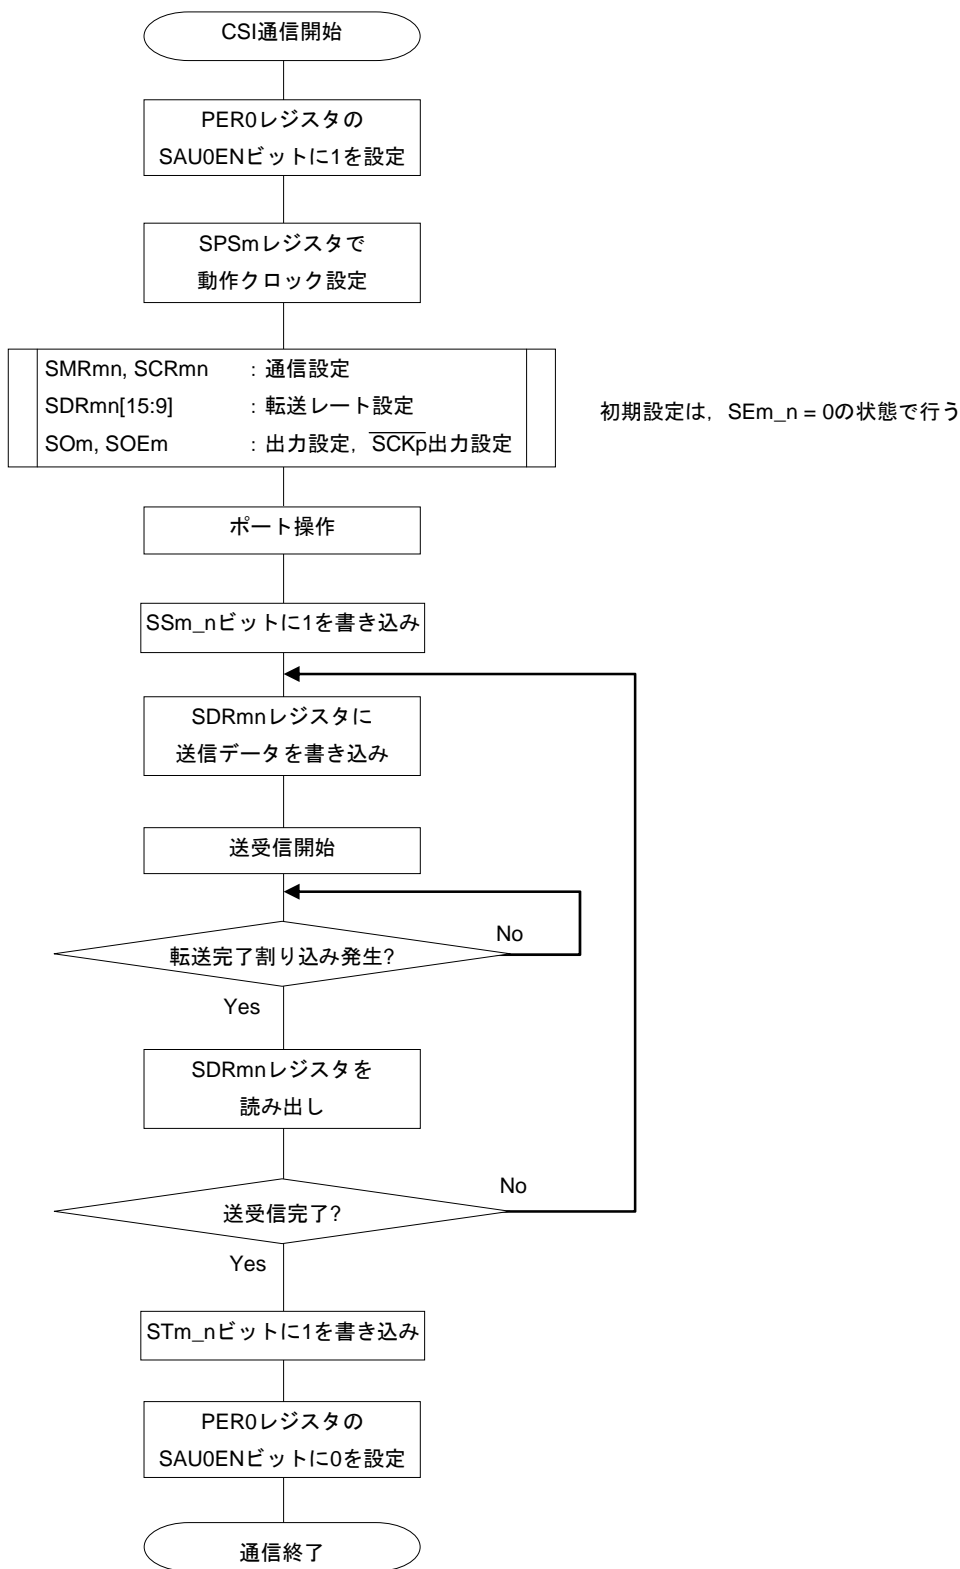 CSI通信開始
PER0レジスタの
SAU0ENビットに1を設定
SPSmレジスタで
動作クロック設定
SMRmn, SCRmn : 通信設定
SDRmn[15:9] : 転送レート設定
SOm, SOEm : 出力設定, SCKp出力設定
初期設定は, SEm_n = 0の状態で行う
ポート操作
SSm_nビットに1を書き込み
SDRmnレジスタに
送信データを書き込み
送受信開始
転送完了割り込み発生?
No
Yes
SDRmnレジスタを
読み出し
送受信完了?
No
Yes
STm_nビットに1を書き込み
PER0レジスタの
SAU0ENビットに0を設定
通信終了